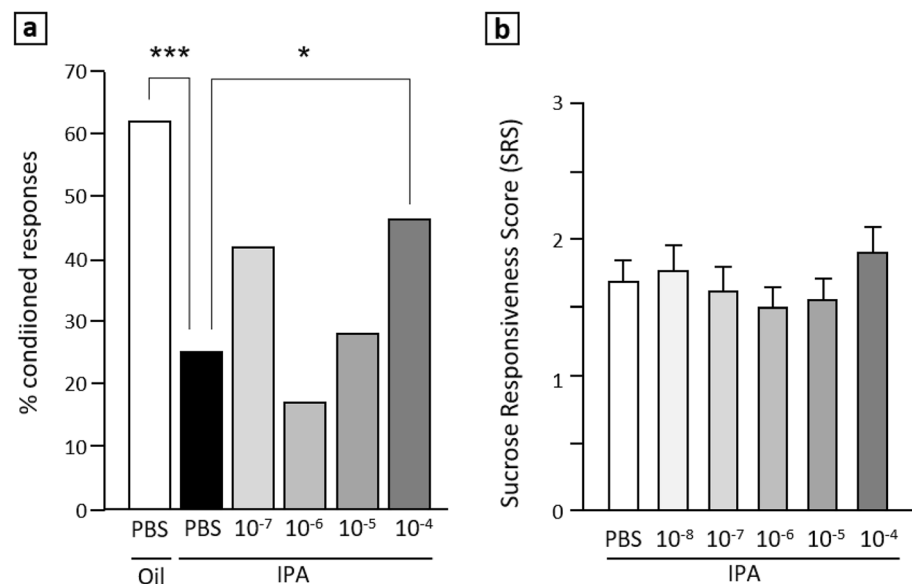 a
*** *
% condiioned responses
70
60
50
40
30
20
10
0
PBS PBS 10⁻⁷ 10⁻⁶ 10⁻⁵ 10⁻⁴
Oil IPA
b
Sucrose Responsiveness Score (SRS)
3
2
1
0
PBS 10⁻⁸ 10⁻⁷ 10⁻⁶ 10⁻⁵ 10⁻⁴
IPA